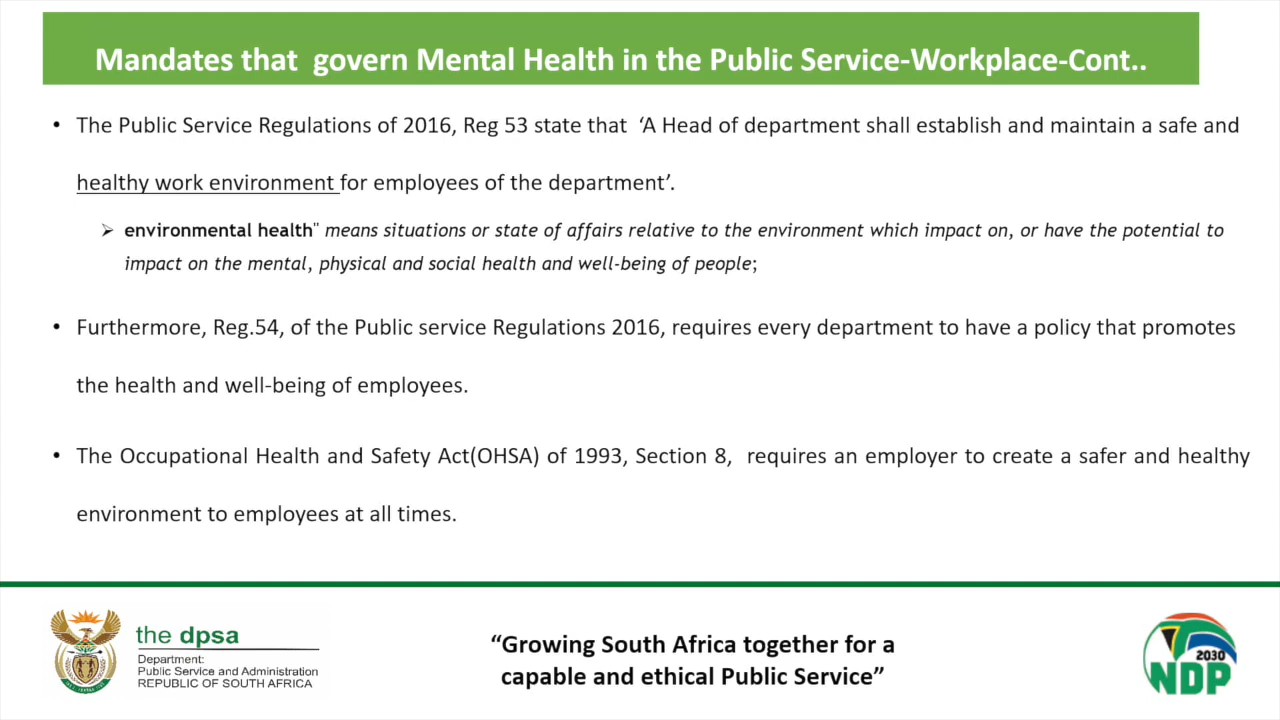 Mandates that  govern Mental Health in the Public Service-Workplace-Cont..
• The Public Service Regulations of 2016, Reg 53 state that  ‘A Head of department shall establish and maintain a safe and
healthy work environment for employees of the department’.
➢ environmental health" means situations or state of affairs relative to the environment which impact on, or have the potential to
impact on the mental, physical and social health and well-being of people;
• Furthermore, Reg.54, of the Public service Regulations 2016, requires every department to have a policy that promotes
the health and well-being of employees.
• The Occupational Health and Safety Act(OHSA) of 1993, Section 8,  requires an employer to create a safer and healthy
environment to employees at all times.
the dpsa
Department:
Public Service and Administration
REPUBLIC OF SOUTH AFRICA
“Growing South Africa together for a
capable and ethical Public Service”
2030
NDP